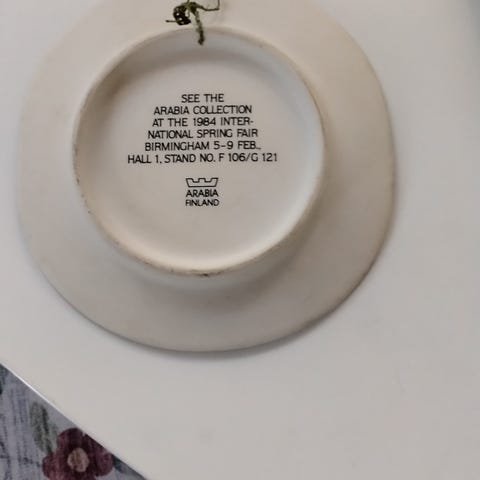 SEE THE
ARABIA COLLECTION
AT THE 1984 INTER-
NATIONAL SPRING FAIR
BIRMINGHAM 5-9 FEB.,
HALL 1, STAND NO. F 106/G 121
ARABIA
FINLAND